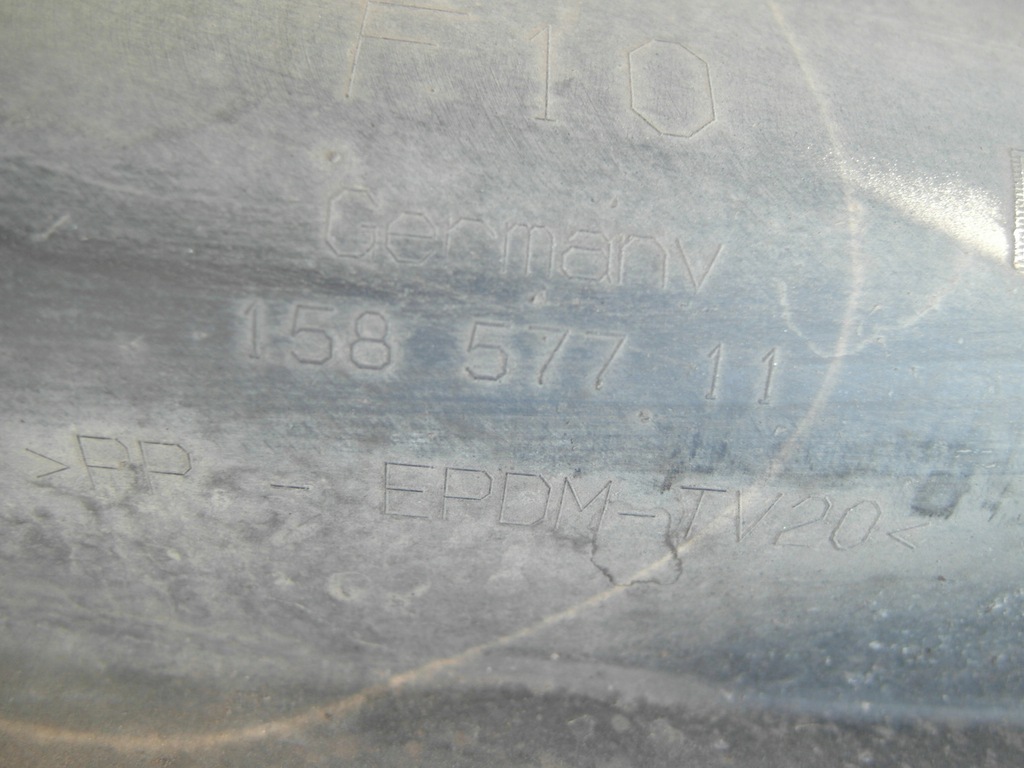 F10
Germany
158 577 11
>PP - EPDM-TV20<